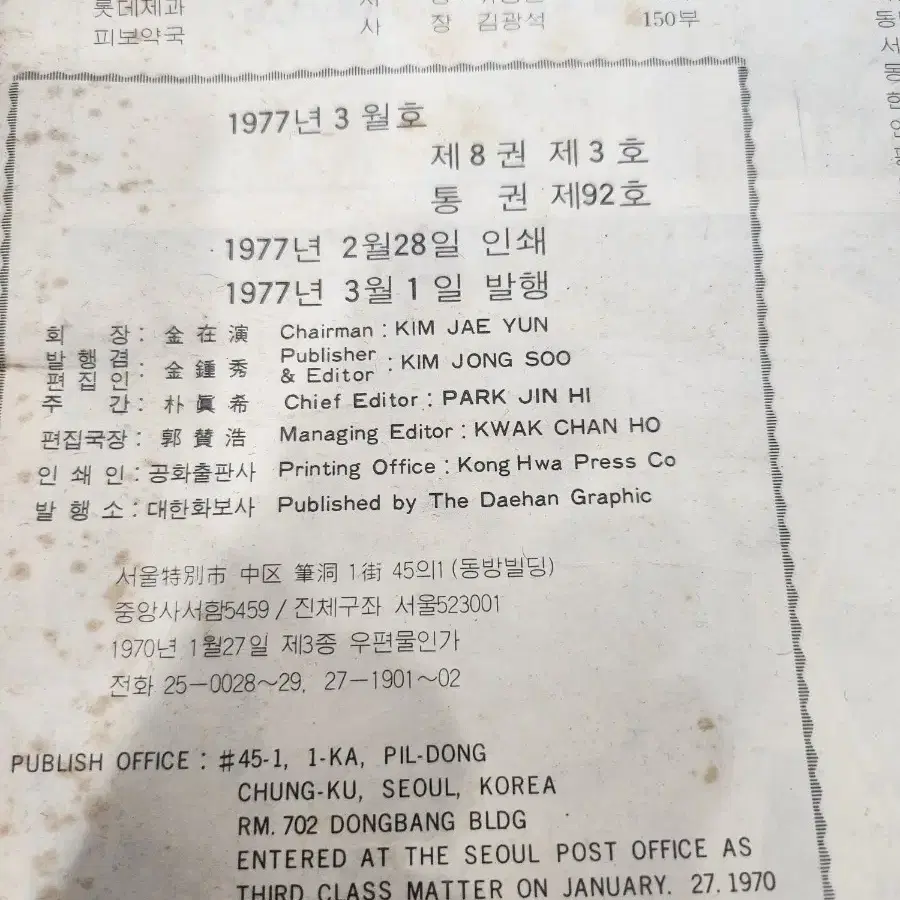 롯데제과
피보약국
사 장 김광석 150부
1977년 3 월호
제 8 권 제 3 호
통 권 제92호
1977년 2월28일 인쇄
1977년 3월 1 일 발행
회 장 : 金 在 演 Chairman : KIM JAE YUN
발 행 겸
편 집 인 : 金 鍾 秀 Publisher & Editor : KIM JONG SOO
주 간 : 朴 眞 希 Chief Editor : PARK JIN HI
편집국장 : 郭 賛 浩 Managing Editor : KWAK CHAN HO
인 쇄 인 : 공화출판사 Printing Office : Kong Hwa Press Co
발 행 소 : 대한화보사 Published by The Daehan Graphic
서울特別市 中区 筆洞 1街 45의1 (동방빌딩)
중앙사서함5459 / 진체구좌 서울523001
1970년 1월27일 제3종 우편물인가
전화 25-0028~29, 27-1901~02
PUBLISH OFFICE : #45-1, 1-KA, PIL-DONG
CHUNG-KU, SEOUL, KOREA
RM. 702 DONGBANG BLDG
ENTERED AT THE SEOUL POST OFFICE AS
THIRD CLASS MATTER ON JANUARY. 27. 1970